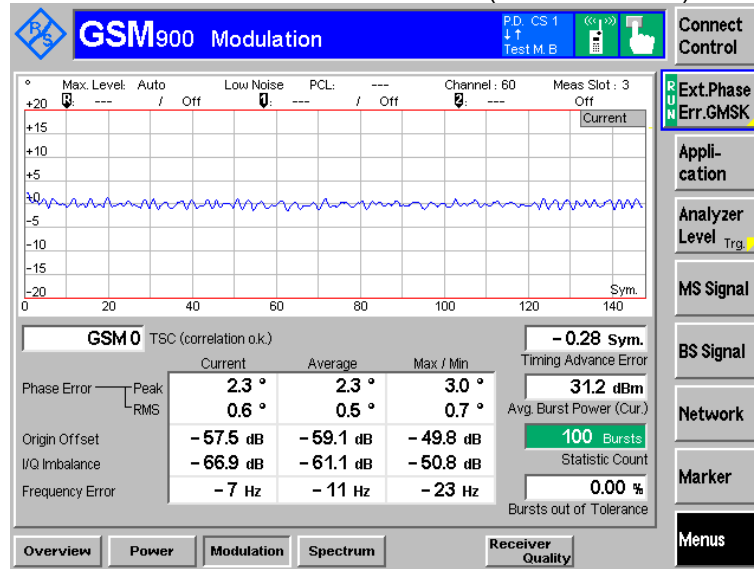 R/S GSM900 Modulation P.D. CS 1 Connect
↓↑ Control
Test M. B
° Max. Level: Auto Low Noise PCL: --- Channel : 60 Meas Slot : 3 R Ext.Phase
+20 R: --- / Off 1: --- / Off 2: --- Off U Err.GMSK
Current N
+15
+10 Appli-
+5 cation
±0
-5 Analyzer
-10 Level Trg.
-15
-20 Sym. MS Signal
0 20 40 60 80 100 120 140
GSM 0 TSC (correlation o.k.) - 0.28 Sym. BS Signal
Current Average Max / Min Timing Advance Error
Phase Error Peak 2.3 ° 2.3 ° 3.0 ° 31.2 dBm
RMS 0.6 ° 0.5 ° 0.7 ° Avg. Burst Power (Cur.) Network
Origin Offset - 57.5 dB - 59.1 dB - 49.8 dB 100 Bursts
I/Q Imbalance - 66.9 dB - 61.1 dB - 50.8 dB Statistic Count
Frequency Error - 7 Hz - 11 Hz - 23 Hz 0.00 % Marker
Bursts out of Tolerance
Overview Power Modulation Spectrum Receiver Menus
Quality